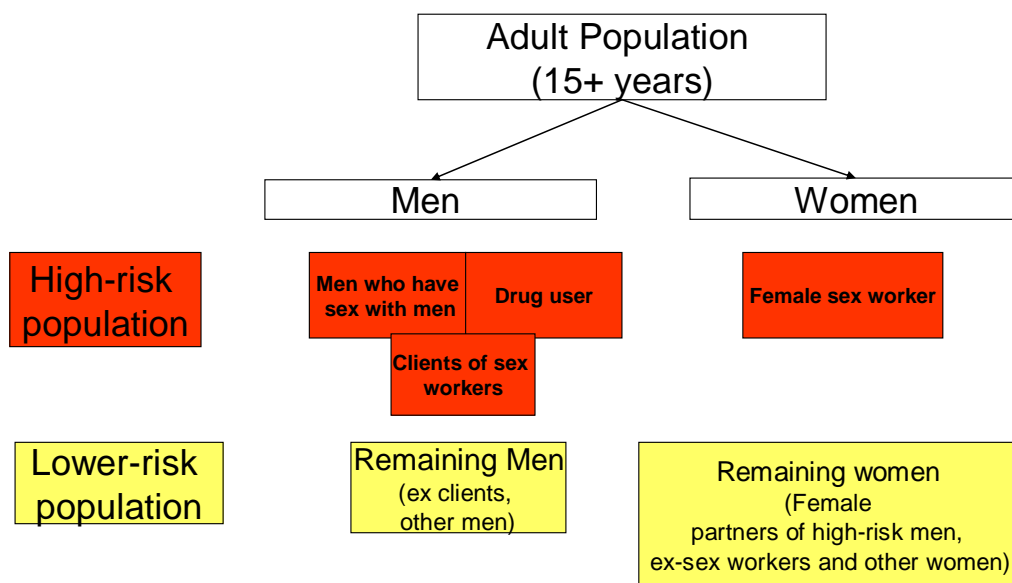 Adult Population
(15+ years)
Men
Women
High-risk
population
Men who have
sex with men
Drug user
Female sex worker
Clients of sex
workers
Lower-risk
population
Remaining Men
(ex clients,
other men)
Remaining women
(Female
partners of high-risk men,
ex-sex workers and other women)